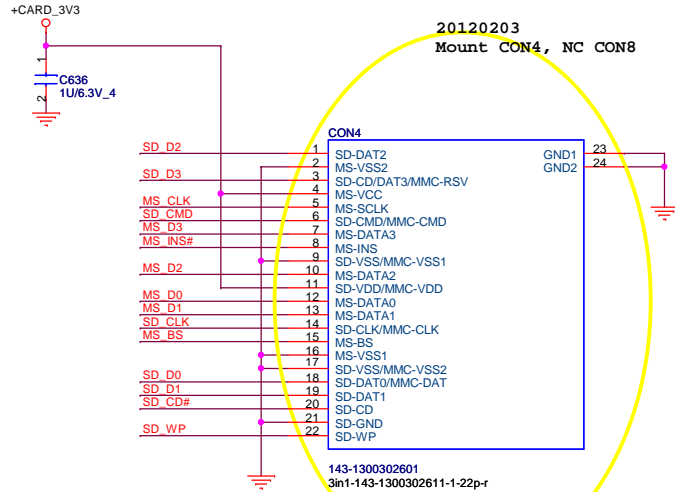 +CARD_3V3
20120203
Mount CON4, NC CON8
1
C636
1U/6.3V_4
2
CON4
SD_D2 1 SD-DAT2 GND1 23
2 MS-VSS2 GND2 24
SD_D3 3 SD-CD/DAT3/MMC-RSV
4 MS-VCC
MS_CLK 5 MS-SCLK
SD_CMD 6 SD-CMD/MMC-CMD
MS_D3 7 MS-DATA3
MS_INS# 8 MS-INS
9 SD-VSS/MMC-VSS1
MS_D2 10 MS-DATA2
11 SD-VDD/MMC-VDD
MS_D0 12 MS-DATA0
MS_D1 13 MS-DATA1
SD_CLK 14 SD-CLK/MMC-CLK
MS_BS 15 MS-BS
16 MS-VSS1
17 SD-VSS/MMC-VSS2
SD_D0 18 SD-DAT0/MMC-DAT
SD_D1 19 SD-DAT1
SD_CD# 20 SD-CD
21 SD-GND
SD_WP 22 SD-WP
143-1300302601
3in1-143-1300302611-1-22p-r